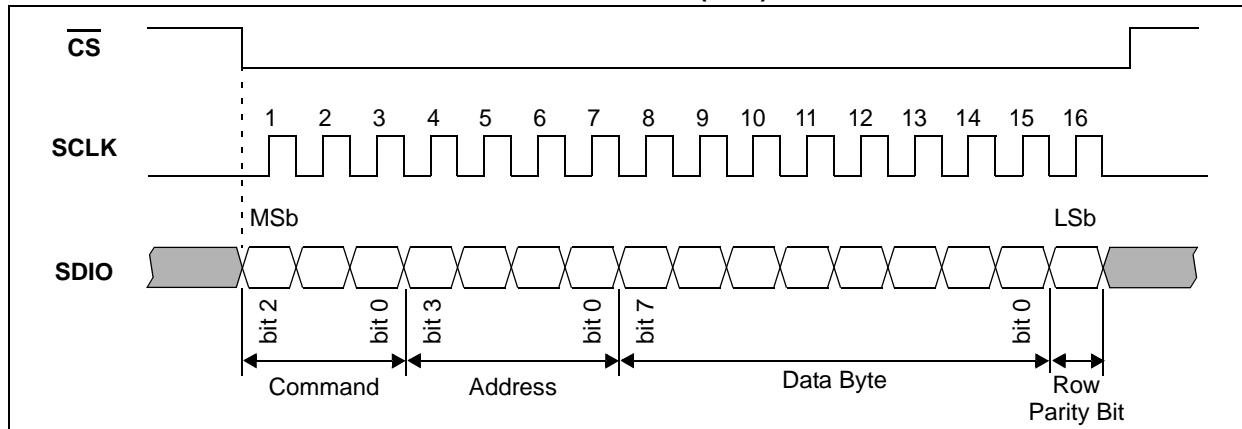 CS
1 2 3 4 5 6 7 8 9 10 11 12 13 14 15 16
SCLK
MSb LSb
SDIO
bit 2 bit 0 bit 3 bit 0 bit 7 bit 0
Command Address Data Byte Row
Parity Bit